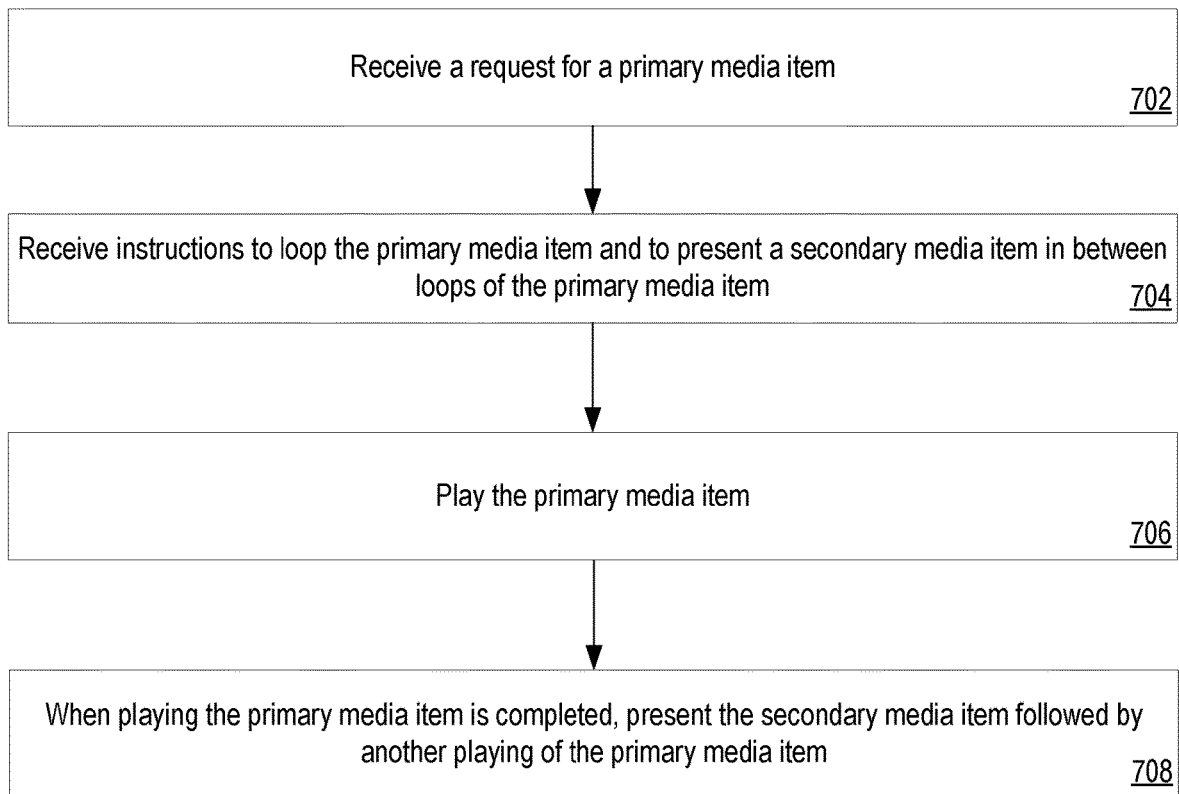 Receive a request for a primary media item
702
Receive instructions to loop the primary media item and to present a secondary media item in between
loops of the primary media item
704
Play the primary media item
706
When playing the primary media item is completed, present the secondary media item followed by
another playing of the primary media item
708